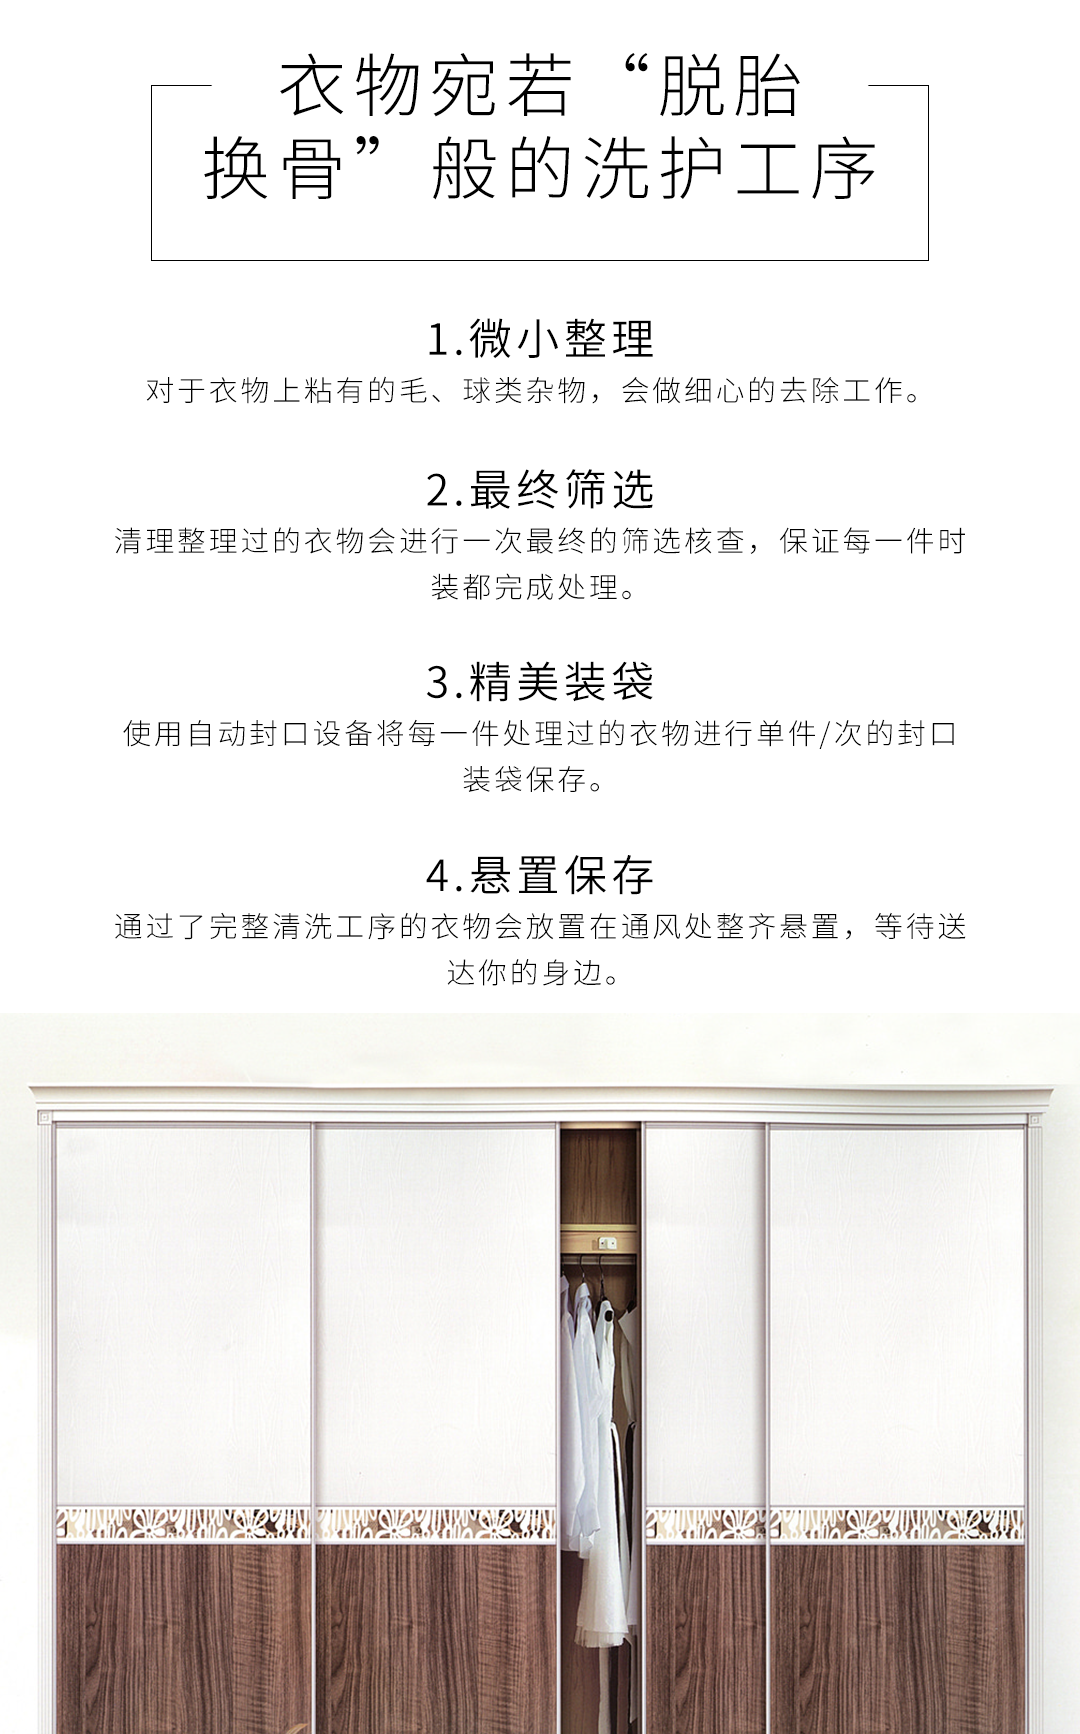 衣物宛若“脱胎
换骨”般的洗护工序
1.微小整理
对于衣物上粘有的毛、球类杂物，会做细心的去除工作。
2.最终筛选
清理整理过的衣物会进行一次最终的筛选核查，保证每一件时
装都完成处理。
3.精美装袋
使用自动封口设备将每一件处理过的衣物进行单件/次的封口
装袋保存。
4.悬置保存
通过了完整清洗工序的衣物会放置在通风处整齐悬置，等待送
达你的身边。